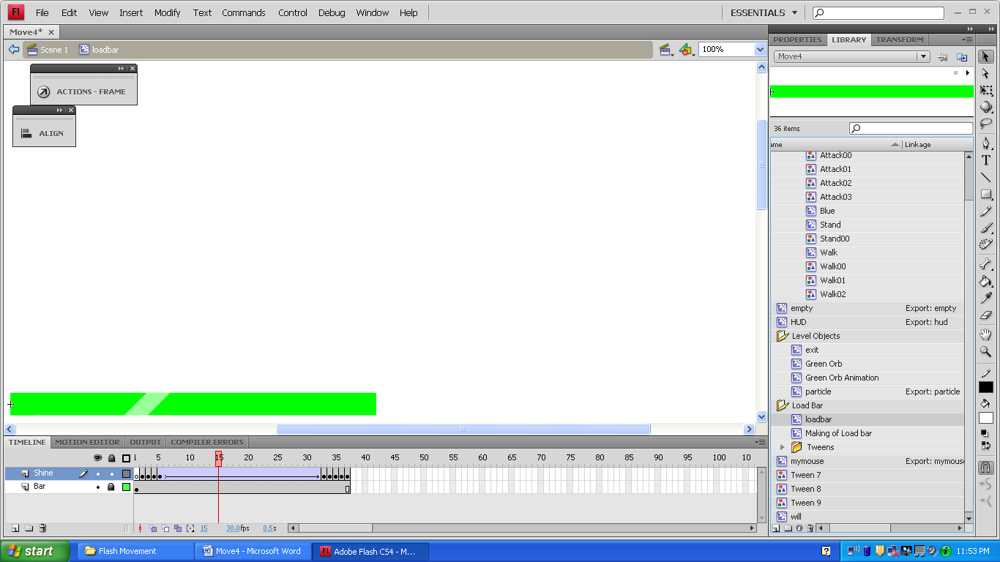 Fl File Edit View Insert Modify Text Commands Control Debug Window Help ESSENTIALS
Move4*
Scene 1 loadbar 100%
ACTIONS - FRAME
ALIGN
PROPERTIES LIBRARY TRANSFORM
Move4
36 items
ame Linkage
Attack00
Attack01
Attack02
Attack03
Blue
Stand
Stand00
Walk
Walk00
Walk01
Walk02
empty Export: empty
HUD Export: hud
Level Objects
exit
Green Orb
Green Orb Animation
particle Export: particle
Load Bar
loadbar
Making of Load bar
Tweens
mymouse Export: mymous
Tween 7
Tween 8
Tween 9
will
TIMELINE MOTION EDITOR OUTPUT COMPILER ERRORS
5 10 15 20 25 30 35 40 45 50 55 60 65 70 75 80 85 90 95 100 10
Shine
Bar
15 30.0fps 0.5s
start Flash Movement Move4 - Microsoft Word Fl Adobe Flash CS4 - M... 11:53 PM